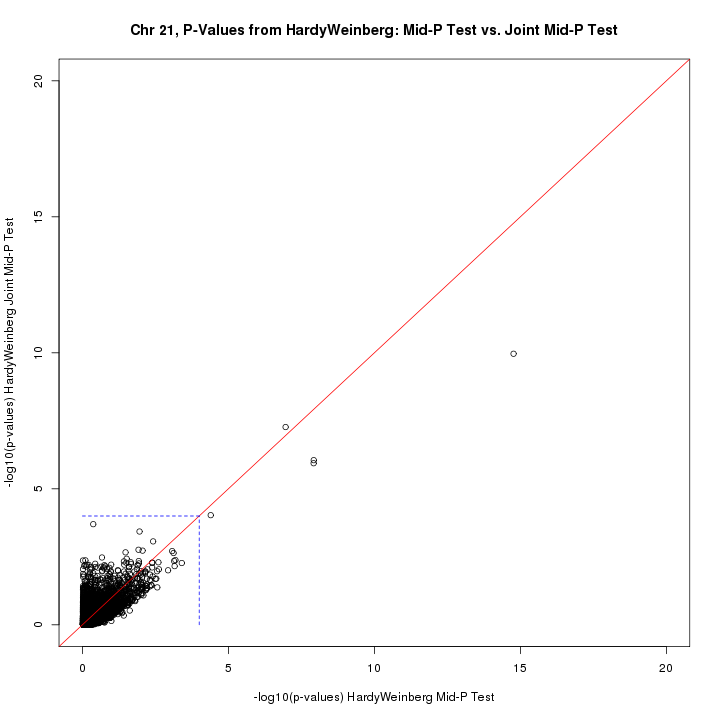 Chr 21, P-Values from HardyWeinberg: Mid-P Test vs. Joint Mid-P Test
-log10(p-values) HardyWeinberg Joint Mid-P Test
20
15
10
5
0
0 5 10 15 20
-log10(p-values) HardyWeinberg Mid-P Test